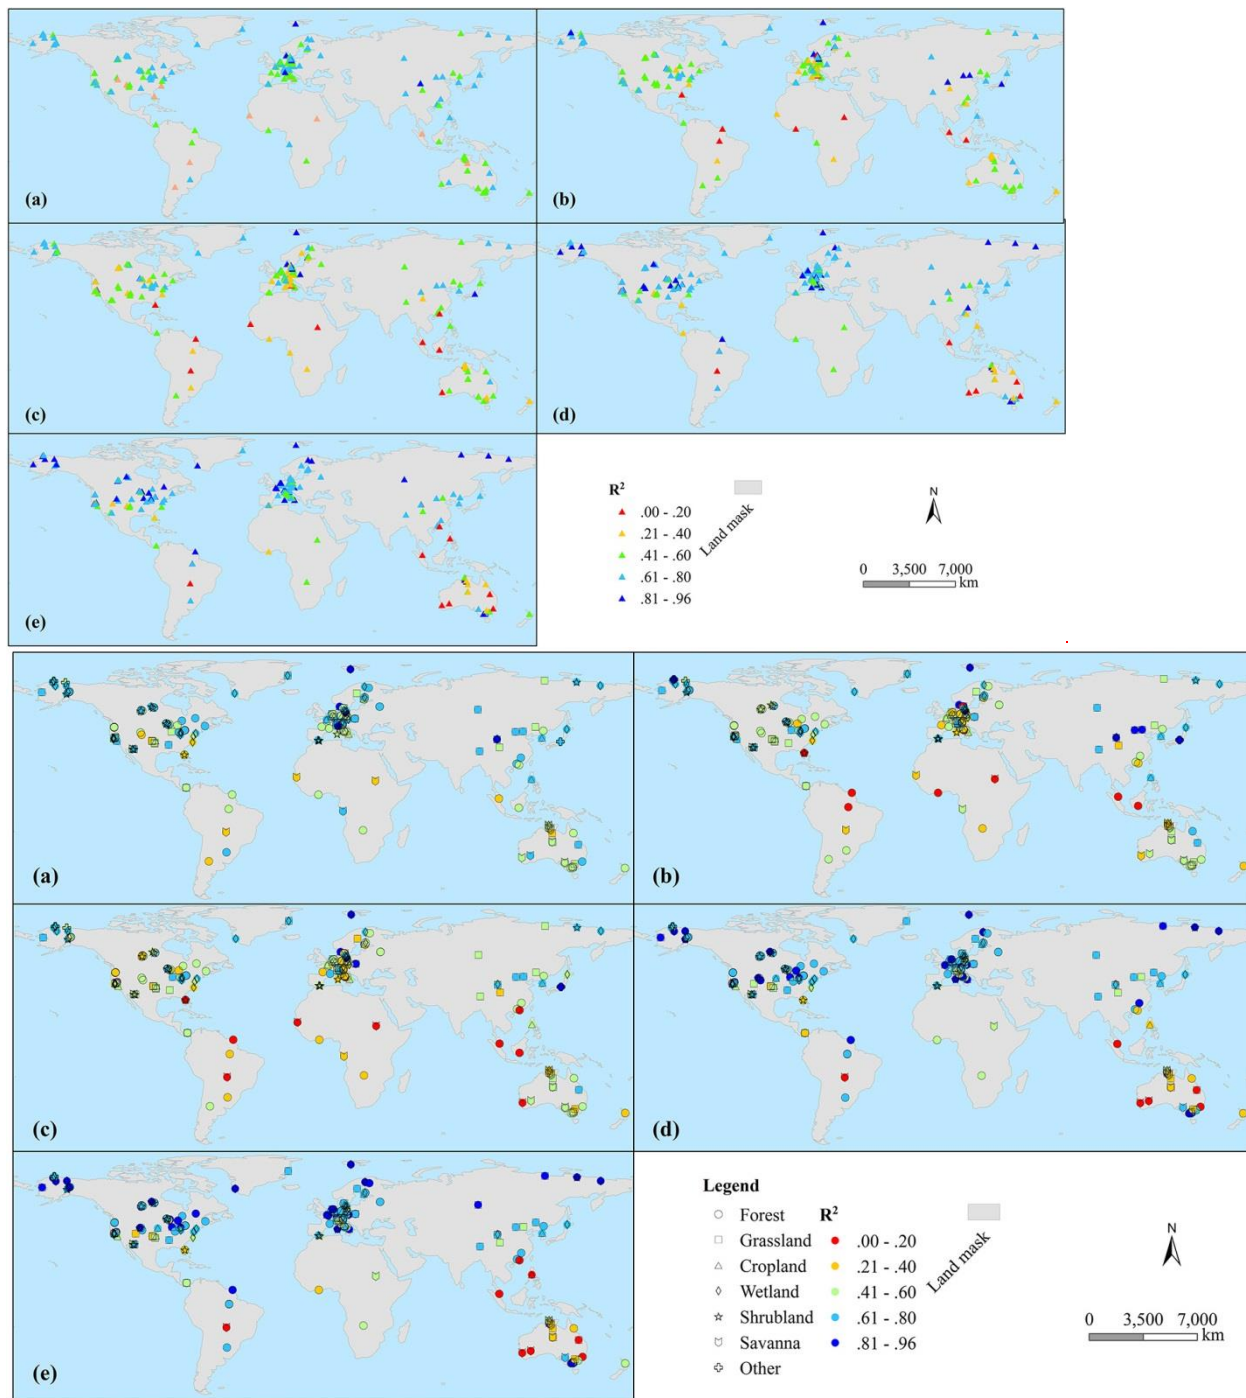 (a)
(b)
(c)
(d)
(e)
R²
.00 - .20
.21 - .40
.41 - .60
.61 - .80
.81 - .96
Land mask
N
0 3,500 7,000
km
(a)
(b)
(c)
(d)
(e)
Legend
Forest
Grassland
Cropland
Wetland
Shrubland
Savanna
Other
R²
.00 - .20
.21 - .40
.41 - .60
.61 - .80
.81 - .96
Land mask
N
0 3,500 7,000
km